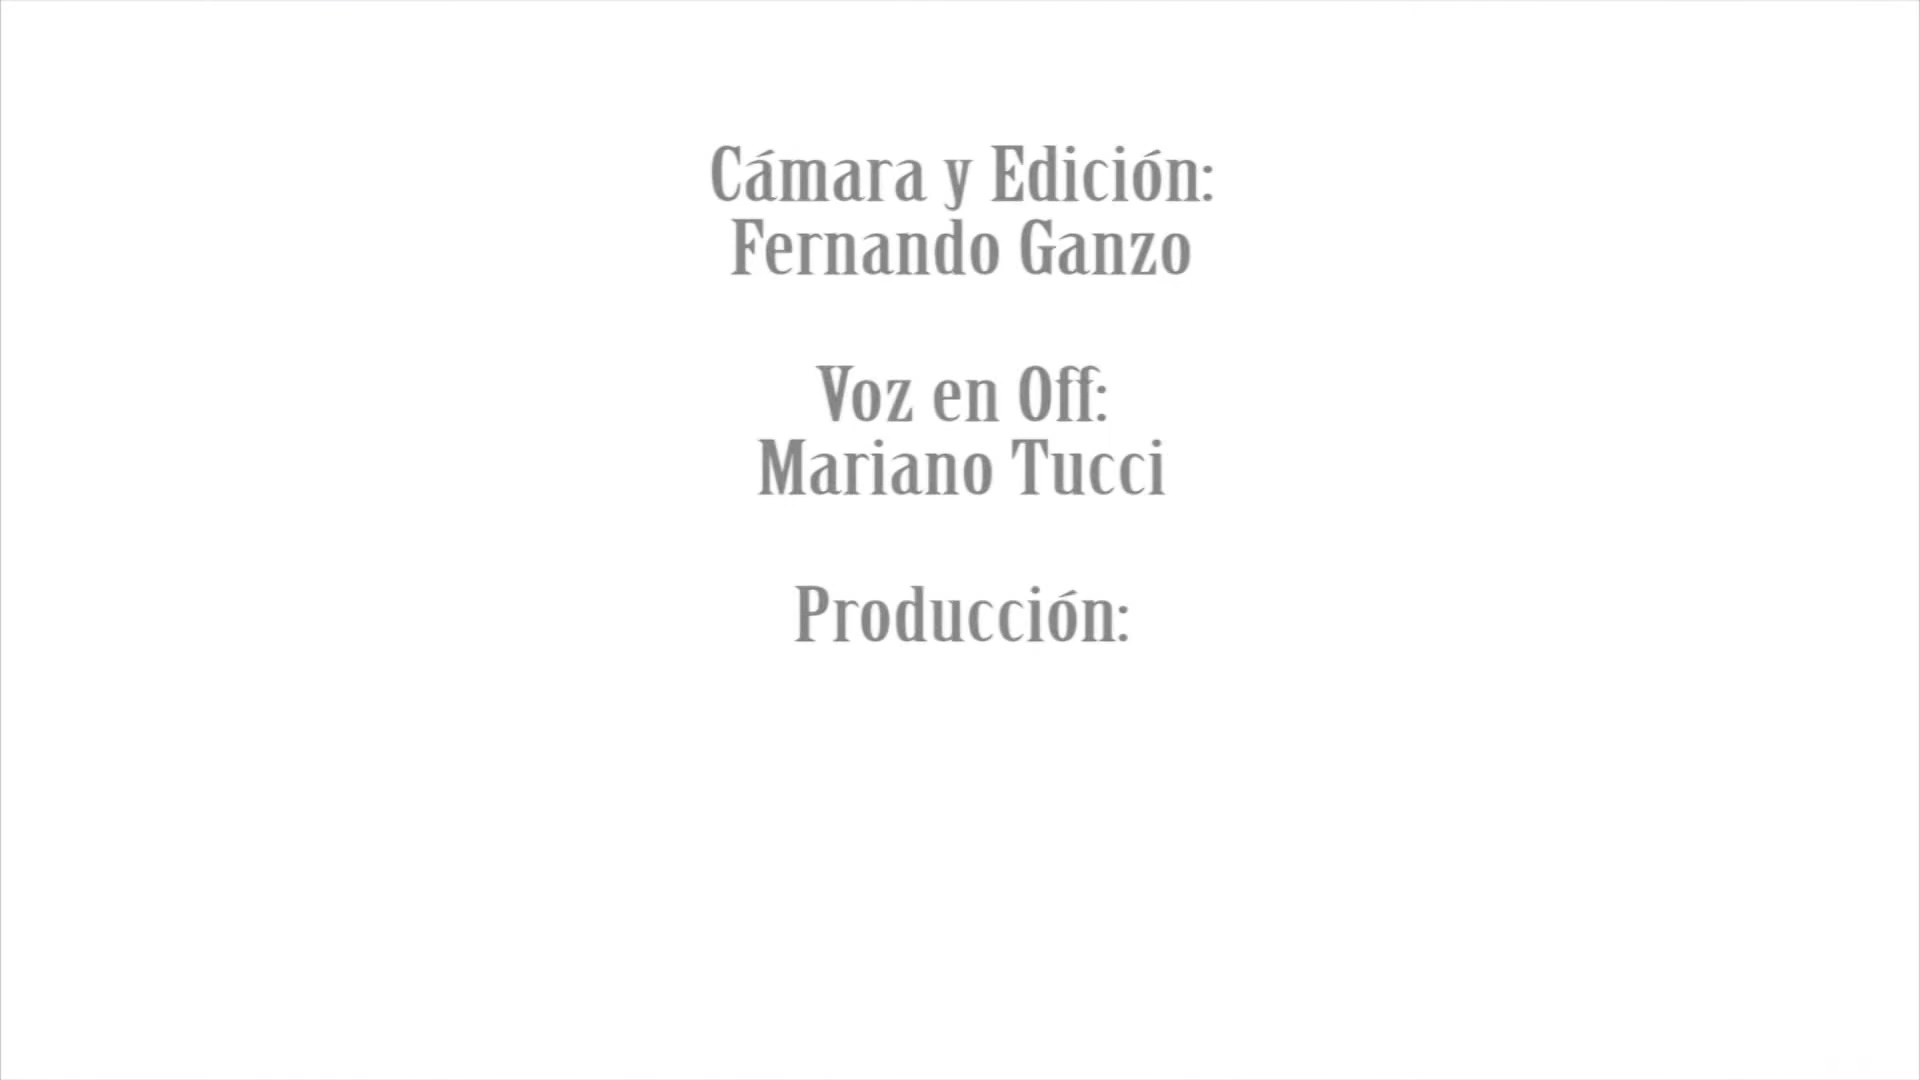 Cámara y Edición:
Fernando Ganzo
Voz en Off:
Mariano Tucci
Producción: